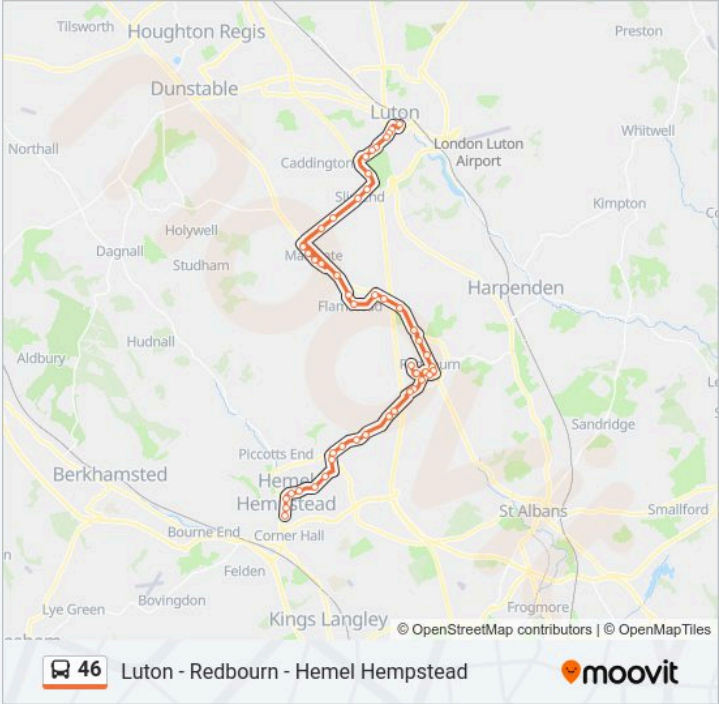 Tilsworth
Houghton Regis
Preston
Dunstable
Luton
Whitwell
Northall
Caddington
London Luton
Airport
Kimpton
Holywell
Dagnall
Studham
Harpenden
Hudnall
Aldbury
Sandridge
Piccotts End
Berkhamsted
Hemel
Hempstead
St Albans
Smallford
Bourne End
Corner Hall
Felden
Bovingdon
Lye Green
Frogmore
Kings Langley
© OpenStreetMap contributors | © OpenMapTiles
46 Luton - Redbourn - Hemel Hempstead
moovit